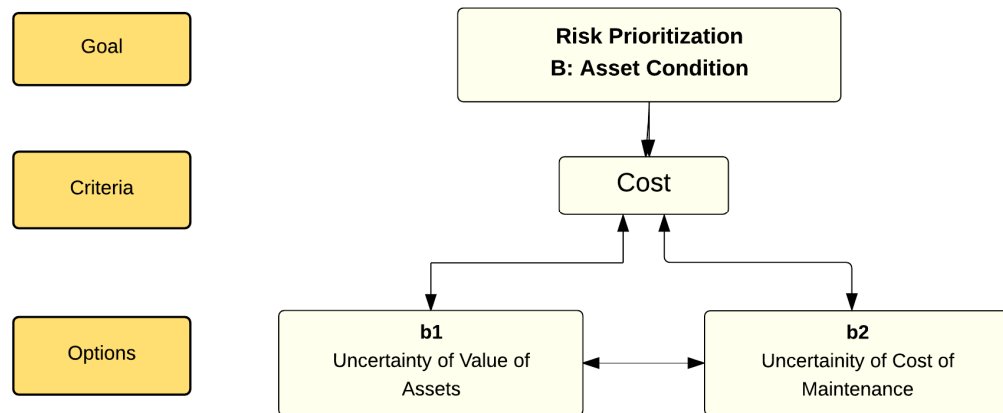 Goal
Risk Prioritization
B: Asset Condition
Criteria
Cost
Options
b1
Uncertainty of Value of
Assets
b2
Uncertainity of Cost of
Maintenance